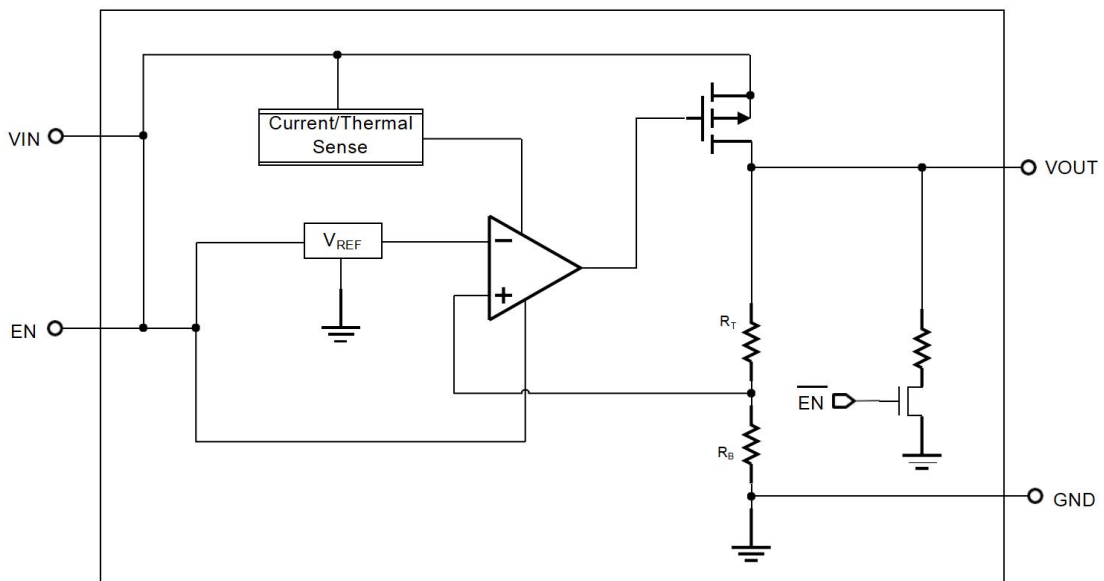 Current/Thermal
Sense
VIN
VOUT
VREF
−
+
EN
RT
EN
RB
GND